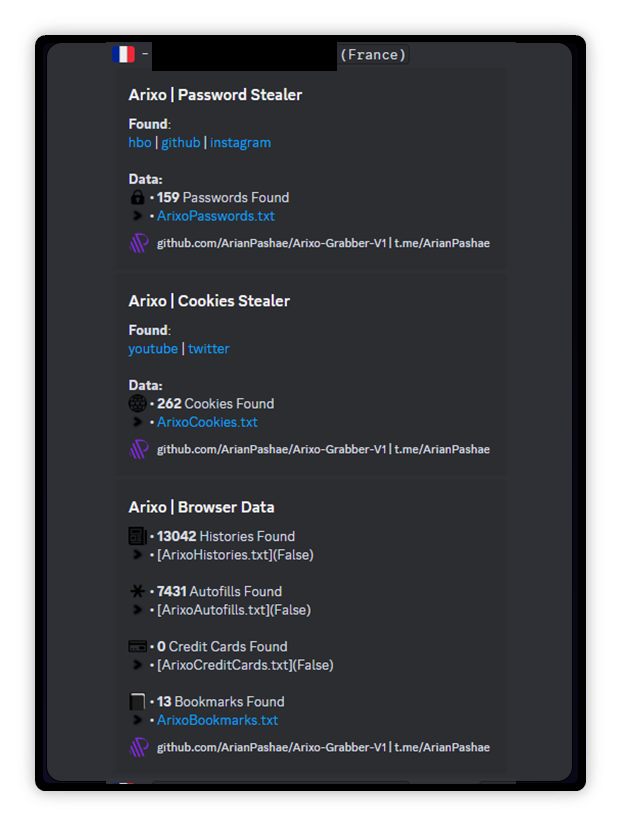 - (France)
Arixo | Password Stealer
Found:
hbo | github | instagram
Data:
• 159 Passwords Found
• ArixoPasswords.txt
github.com/ArianPashae/Arixo-Grabber-V1 | t.me/ArianPashae
Arixo | Cookies Stealer
Found:
youtube | twitter
Data:
• 262 Cookies Found
• ArixoCookies.txt
github.com/ArianPashae/Arixo-Grabber-V1 | t.me/ArianPashae
Arixo | Browser Data
• 13042 Histories Found
• [ArixoHistories.txt](False)
• 7431 Autofills Found
• [ArixoAutofills.txt](False)
• 0 Credit Cards Found
• [ArixoCreditCards.txt](False)
• 13 Bookmarks Found
• ArixoBookmarks.txt
github.com/ArianPashae/Arixo-Grabber-V1 | t.me/ArianPashae